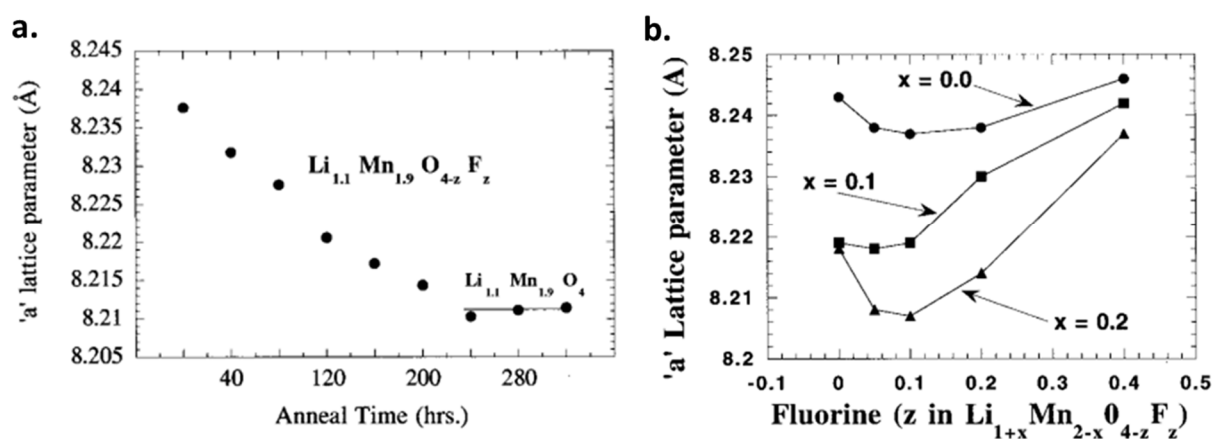 a.
8.245
8.24
8.235
8.23
8.225
8.22
8.215
8.21
8.205
'a' lattice parameter (Å)
Li1.1 Mn1.9 O4-z Fz
Li1.1 Mn1.9 O4
40
120
200
280
Anneal Time (hrs.)
b.
8.25
8.24
8.23
8.22
8.21
8.2
'a' Lattice parameter (A)
x = 0.0
x = 0.1
x = 0.2
-0.1
0
0.1
0.2
0.3
0.4
0.5
Fluorine (z in Li1+xMn2-xO4-zFz)